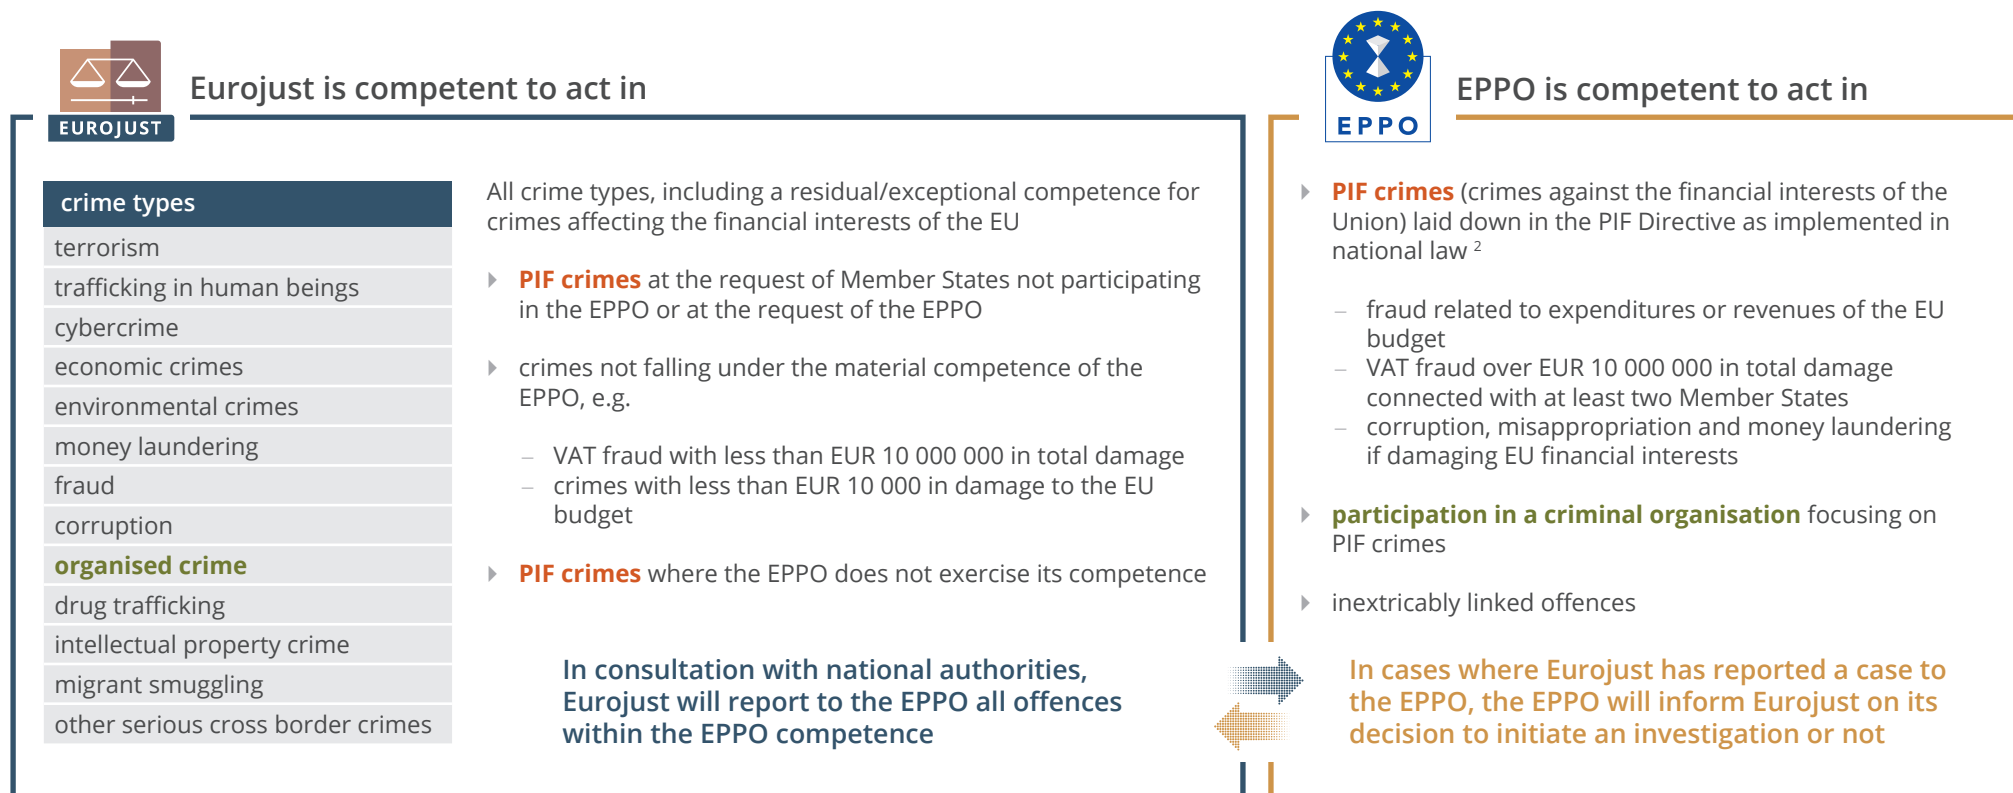 EUROJUST
Eurojust is competent to act in
crime types
terrorism
trafficking in human beings
cybercrime
economic crimes
environmental crimes
money laundering
fraud
corruption
organised crime
drug trafficking
intellectual property crime
migrant smuggling
other serious cross border crimes
All crime types, including a residual/exceptional competence for
crimes affecting the financial interests of the EU
PIF crimes at the request of Member States not participating
in the EPPO or at the request of the EPPO
crimes not falling under the material competence of the
EPPO, e.g.
– VAT fraud with less than EUR 10 000 000 in total damage
– crimes with less than EUR 10 000 in damage to the EU
budget
PIF crimes where the EPPO does not exercise its competence
In consultation with national authorities,
Eurojust will report to the EPPO all offences
within the EPPO competence
EPPO
EPPO is competent to act in
PIF crimes (crimes against the financial interests of the
Union) laid down in the PIF Directive as implemented in
national law 2
– fraud related to expenditures or revenues of the EU
budget
– VAT fraud over EUR 10 000 000 in total damage
connected with at least two Member States
– corruption, misappropriation and money laundering
if damaging EU financial interests
participation in a criminal organisation focusing on
PIF crimes
inextricably linked offences
In cases where Eurojust has reported a case to
the EPPO, the EPPO will inform Eurojust on its
decision to initiate an investigation or not